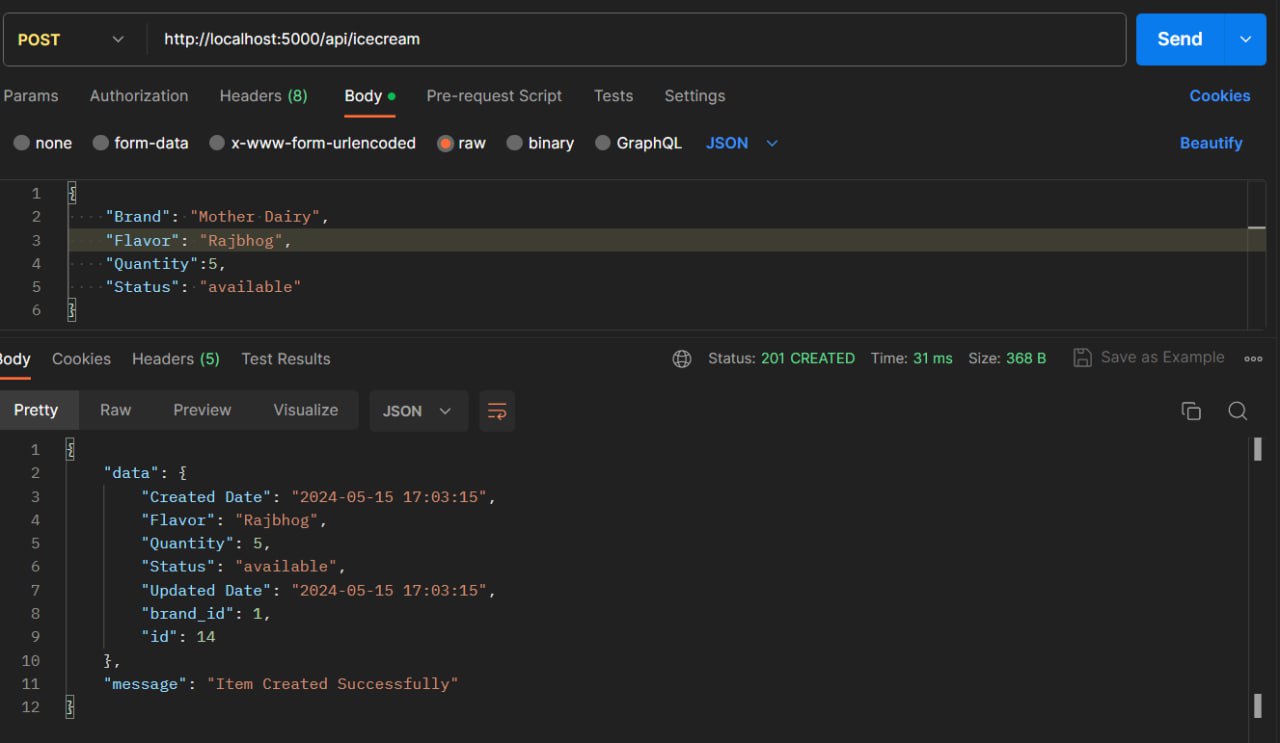 POST http://localhost:5000/api/icecream Send
Params Authorization Headers (8) Body Pre-request Script Tests Settings Cookies
none form-data x-www-form-urlencoded raw binary GraphQL JSON Beautify
1 {
2 "Brand": "Mother Dairy",
3 "Flavor": "Rajbhog",
4 "Quantity":5,
5 "Status": "available"
6 }
Body Cookies Headers (5) Test Results Status: 201 CREATED Time: 31 ms Size: 368 B Save as Example
Pretty Raw Preview Visualize JSON
1 {
2 "data": {
3 "Created Date": "2024-05-15 17:03:15",
4 "Flavor": "Rajbhog",
5 "Quantity": 5,
6 "Status": "available",
7 "Updated Date": "2024-05-15 17:03:15",
8 "brand_id": 1,
9 "id": 14
10 },
11 "message": "Item Created Successfully"
12 }